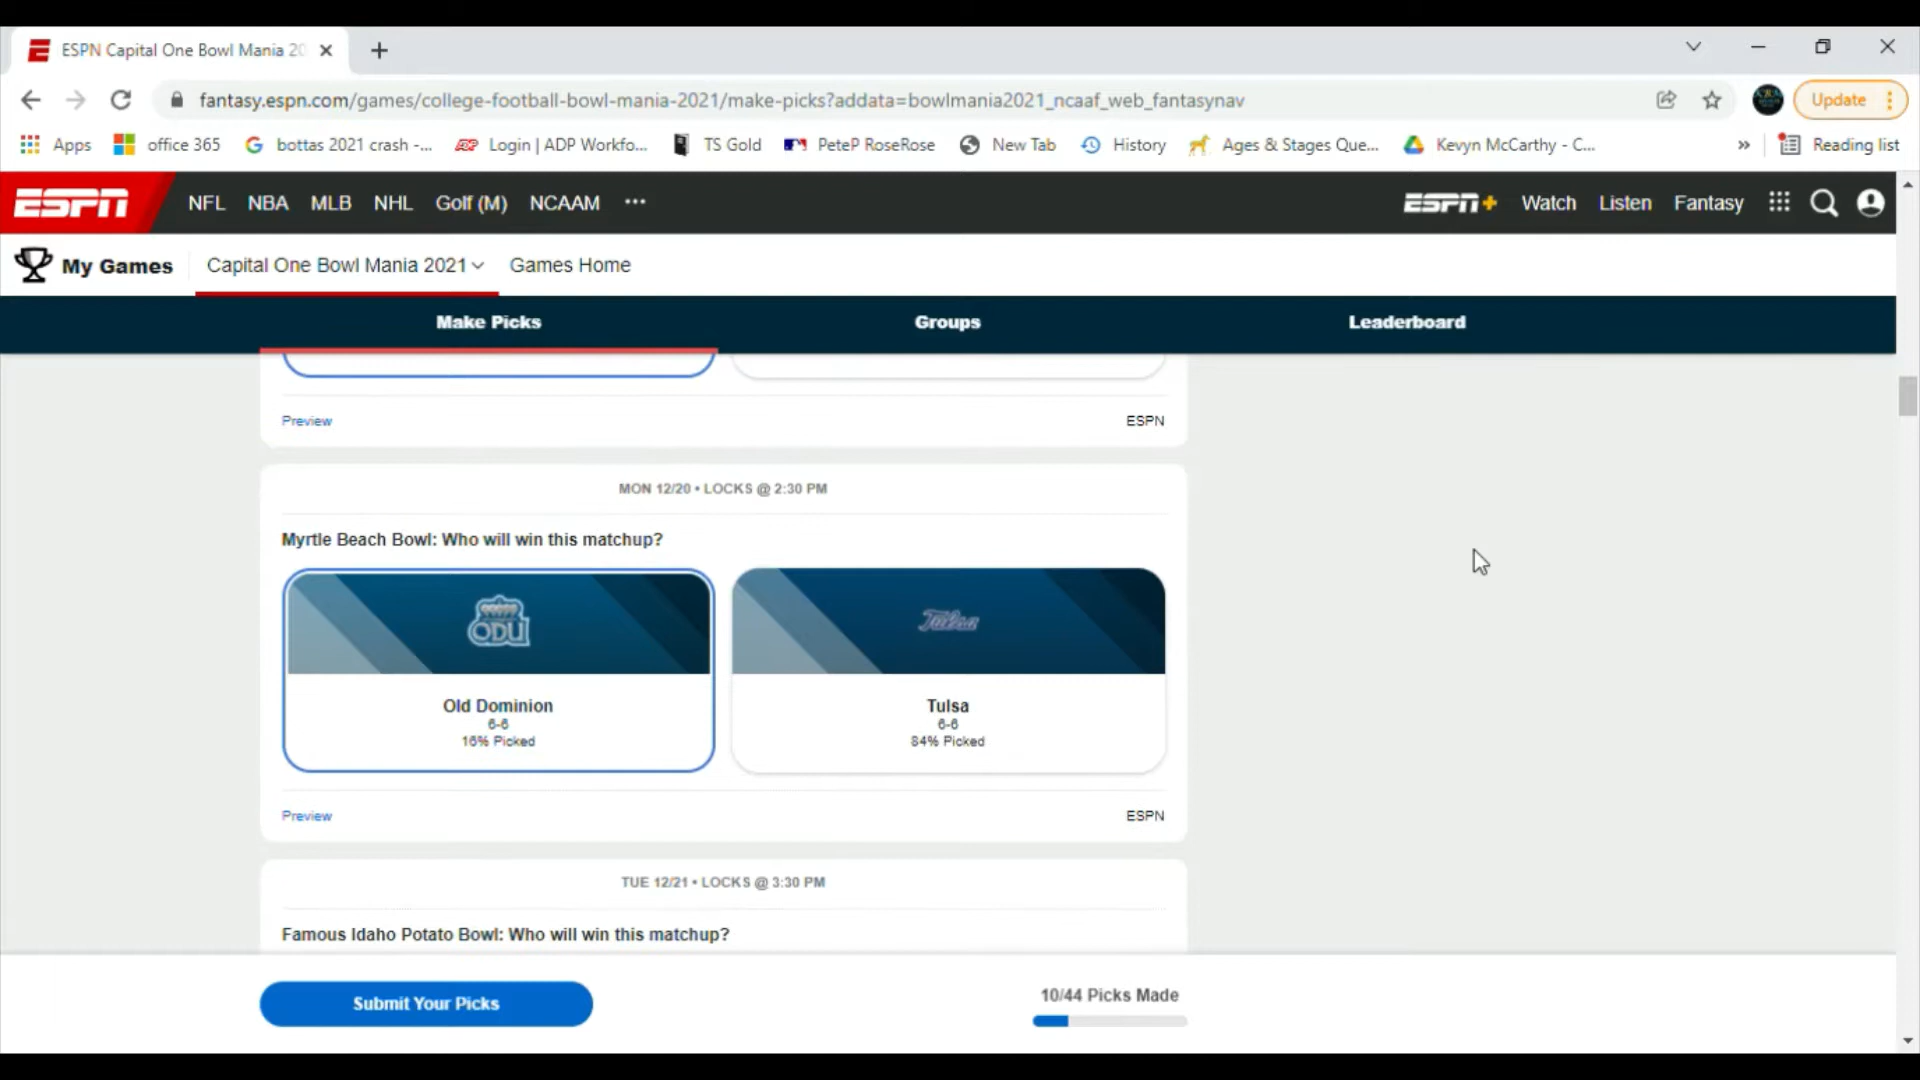 ESPN Capital One Bowl Mania 20
fantasy.espn.com/games/college-football-bowl-mania-2021/make-picks?addata=bowlmania2021_ncaaf_web_fantasynav
Update
Apps
office 365
bottas 2021 crash -...
Login | ADP Workfo...
TS Gold
PeteP RoseRose
New Tab
History
Ages & Stages Que...
Kevyn McCarthy - C...
»
Reading list
ESPN
NFL
NBA
MLB
NHL
Golf (M)
NCAAM
ESPN+
Watch
Listen
Fantasy
My Games
Capital One Bowl Mania 2021
Games Home
Make Picks
Groups
Leaderboard
Preview
ESPN
MON 12/20 • LOCKS @ 2:30 PM
Myrtle Beach Bowl: Who will win this matchup?
ODU
Tulsa
Old Dominion
6-6
16% Picked
Tulsa
6-6
84% Picked
Preview
ESPN
TUE 12/21 • LOCKS @ 3:30 PM
Famous Idaho Potato Bowl: Who will win this matchup?
Submit Your Picks
10/44 Picks Made